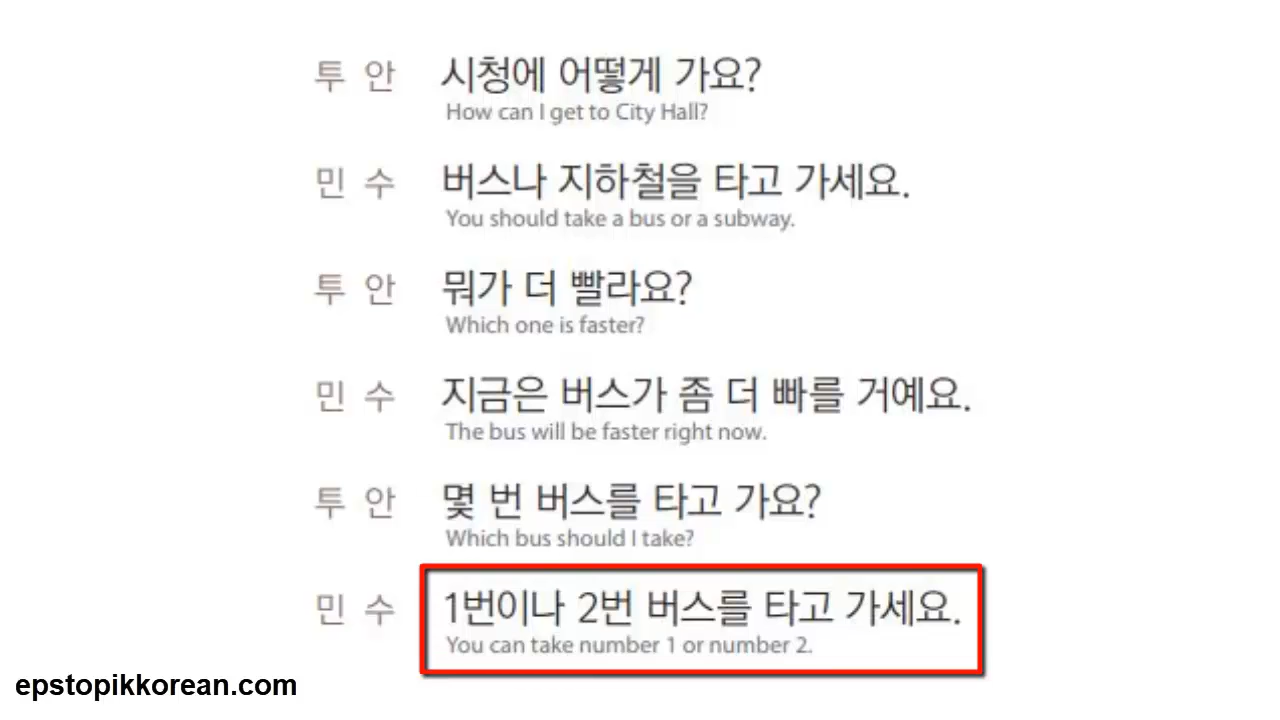 투 안 시청에 어떻게 가요?
How can I get to City Hall?
민 수 버스나 지하철을 타고 가세요.
You should take a bus or a subway.
투 안 뭐가 더 빨라요?
Which one is faster?
민 수 지금은 버스가 좀 더 빠를 거예요.
The bus will be faster right now.
투 안 몇 번 버스를 타고 가요?
Which bus should I take?
민 수 1번이나 2번 버스를 타고 가세요.
You can take number 1 or number 2.
epstopikkorean.com